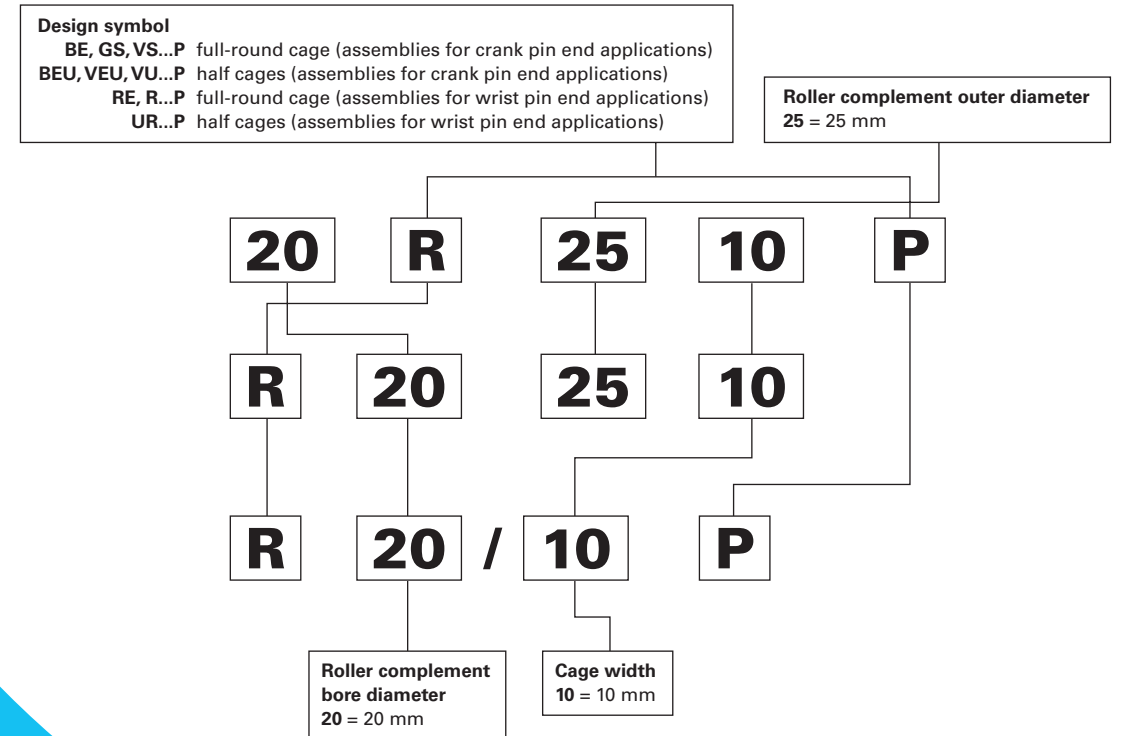 Design symbol
BE, GS, VS...P full-round cage (assemblies for crank pin end applications)
BEU, VEU, VU...P half cages (assemblies for crank pin end applications)
RE, R...P full-round cage (assemblies for wrist pin end applications)
UR...P half cages (assemblies for wrist pin end applications)
Roller complement outer diameter
25 = 25 mm
20 R 25 10 P
R 20 25 10
R 20 / 10 P
Roller complement
bore diameter
20 = 20 mm
Cage width
10 = 10 mm